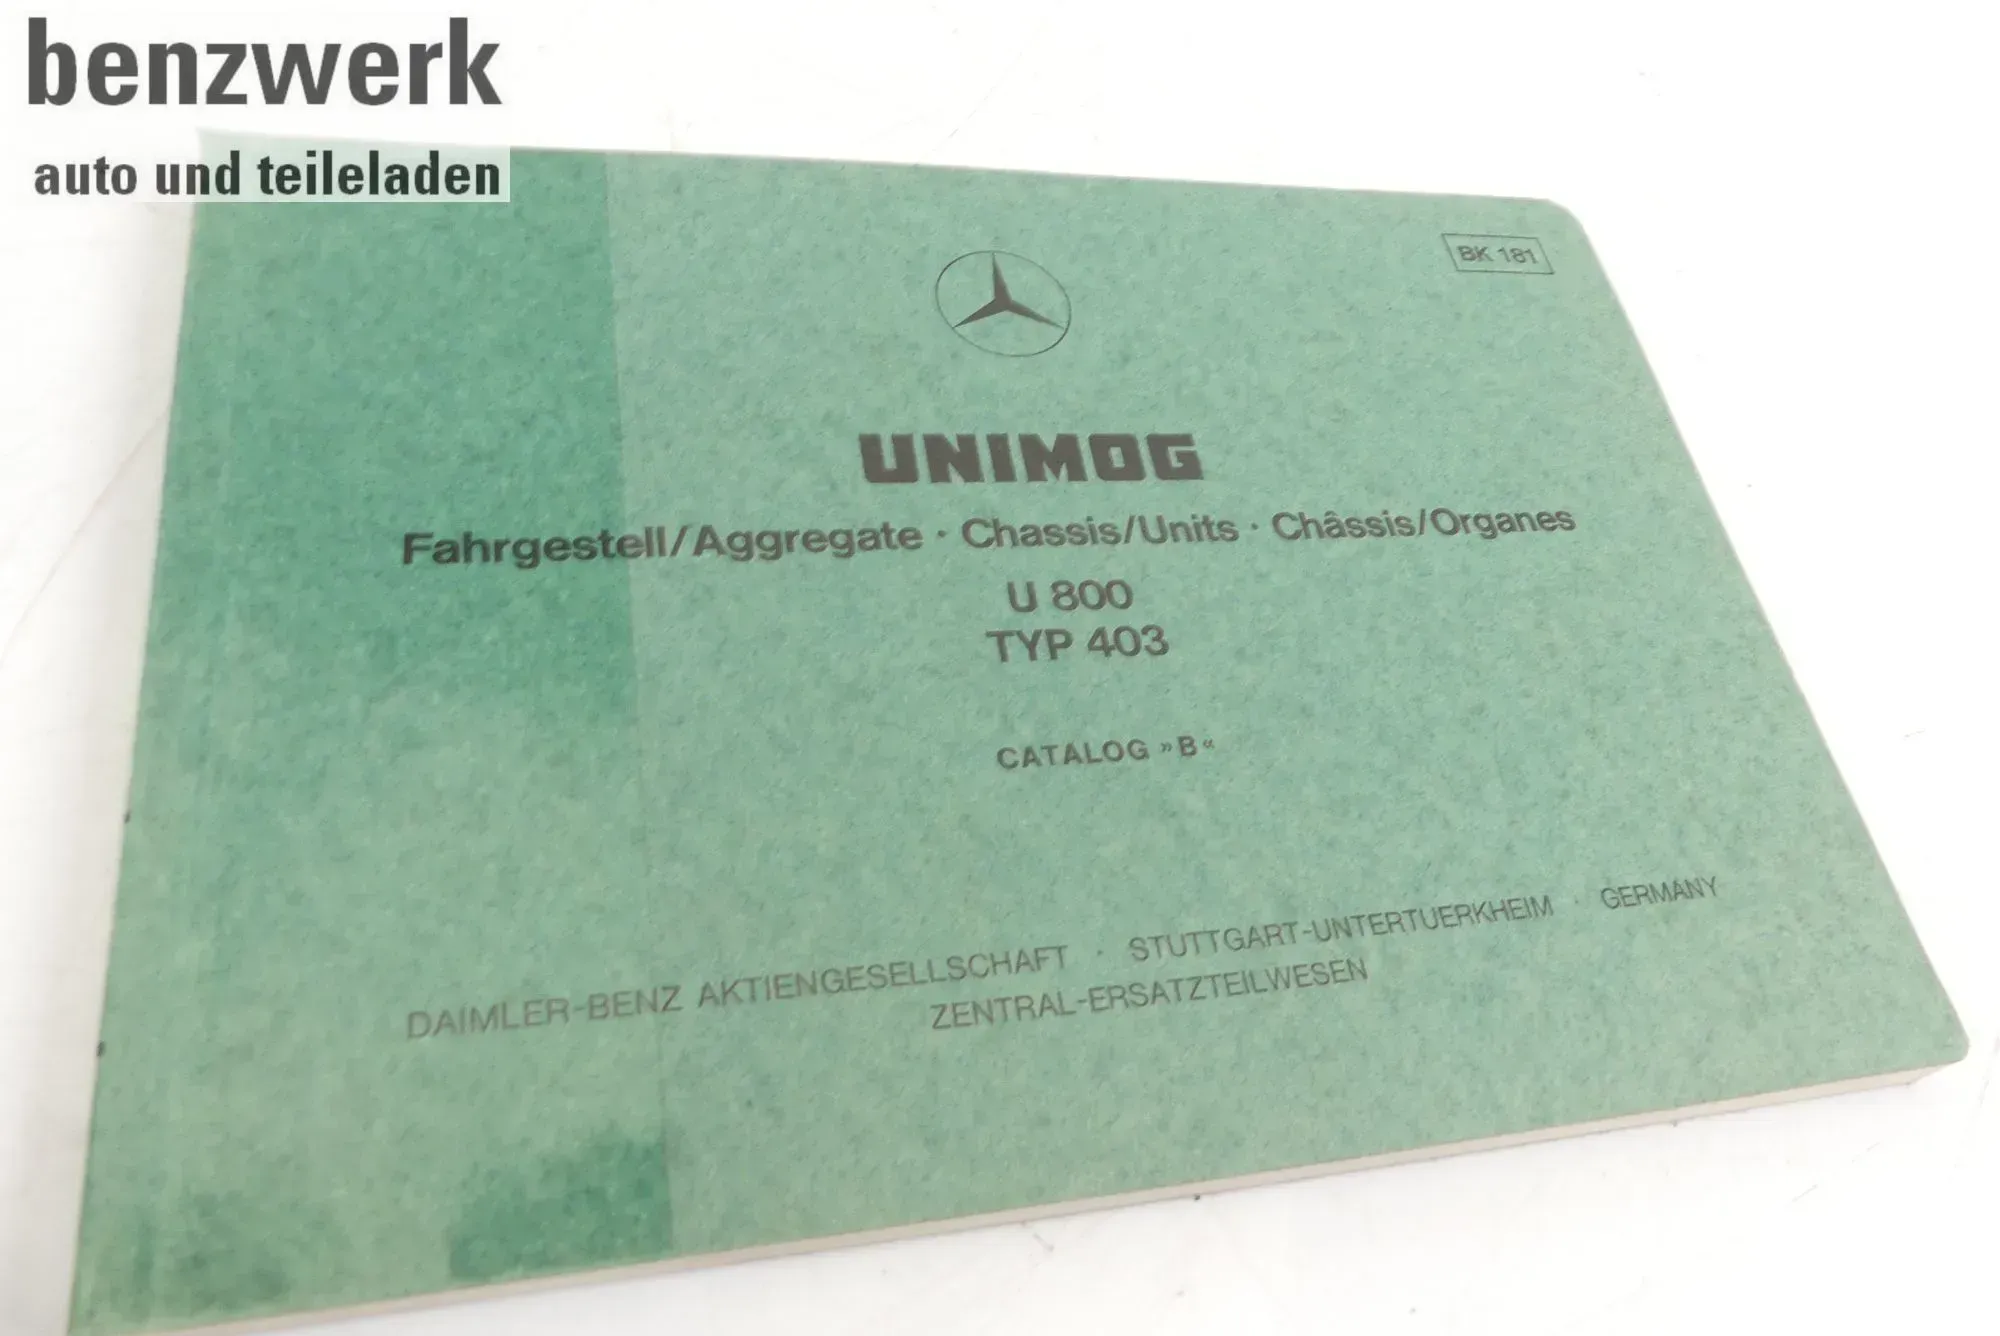 benzwerk
auto und teileladen
BK 181
UNIMOG
Fahrgestell/Aggregate · Chassis/Units · Châssis/Organes
U 800
TYP 403
CATALOG »B«
DAIMLER-BENZ AKTIENGESELLSCHAFT · STUTTGART-UNTERTUERKHEIM · GERMANY
ZENTRAL-ERSATZTEILWESEN